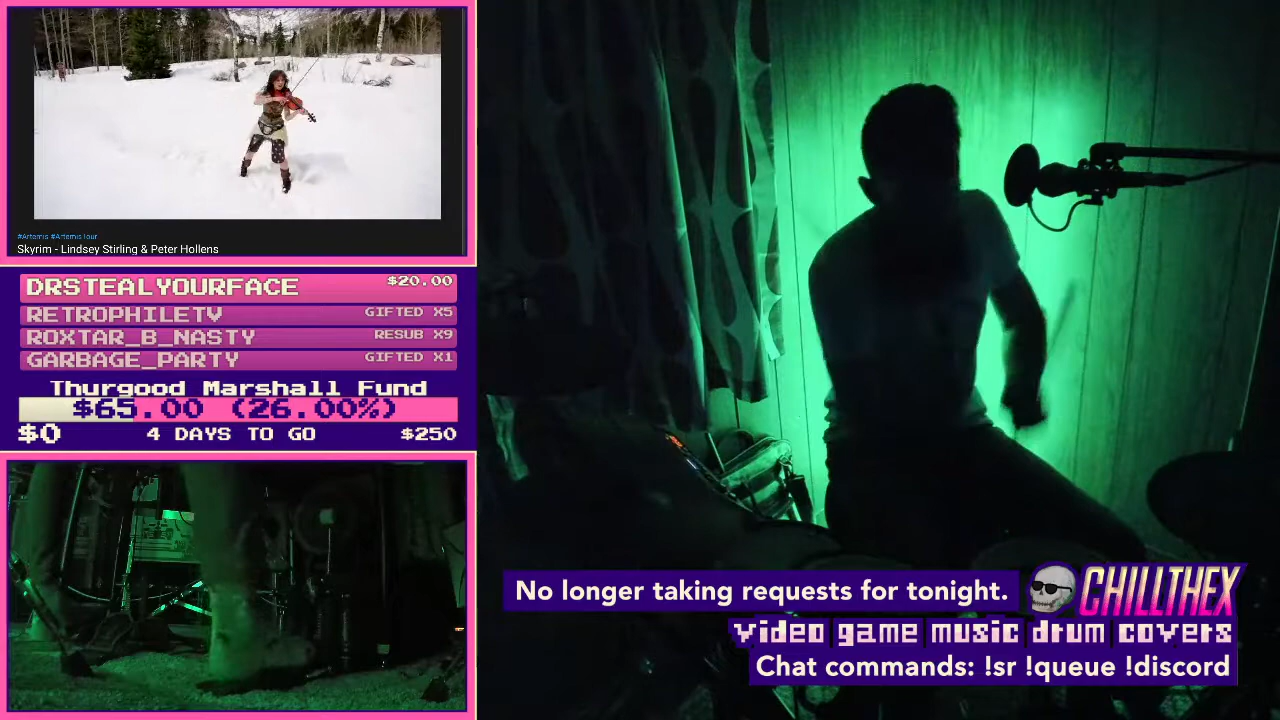 #Artemis #ArtemisTour
Skyrim - Lindsey Stirling & Peter Hollens
DRSTEALYOURFACE $20.00
RETROPHILETV GIFTED X5
ROXTAR_B_NASTY RESUB X9
GARBAGE_PARTY GIFTED X1
Thurgood Marshall Fund
$65.00 (26.00%)
$0 4 DAYS TO GO $250
No longer taking requests for tonight.
CHILLTHEX
video game music drum covers
Chat commands: !sr !queue !discord